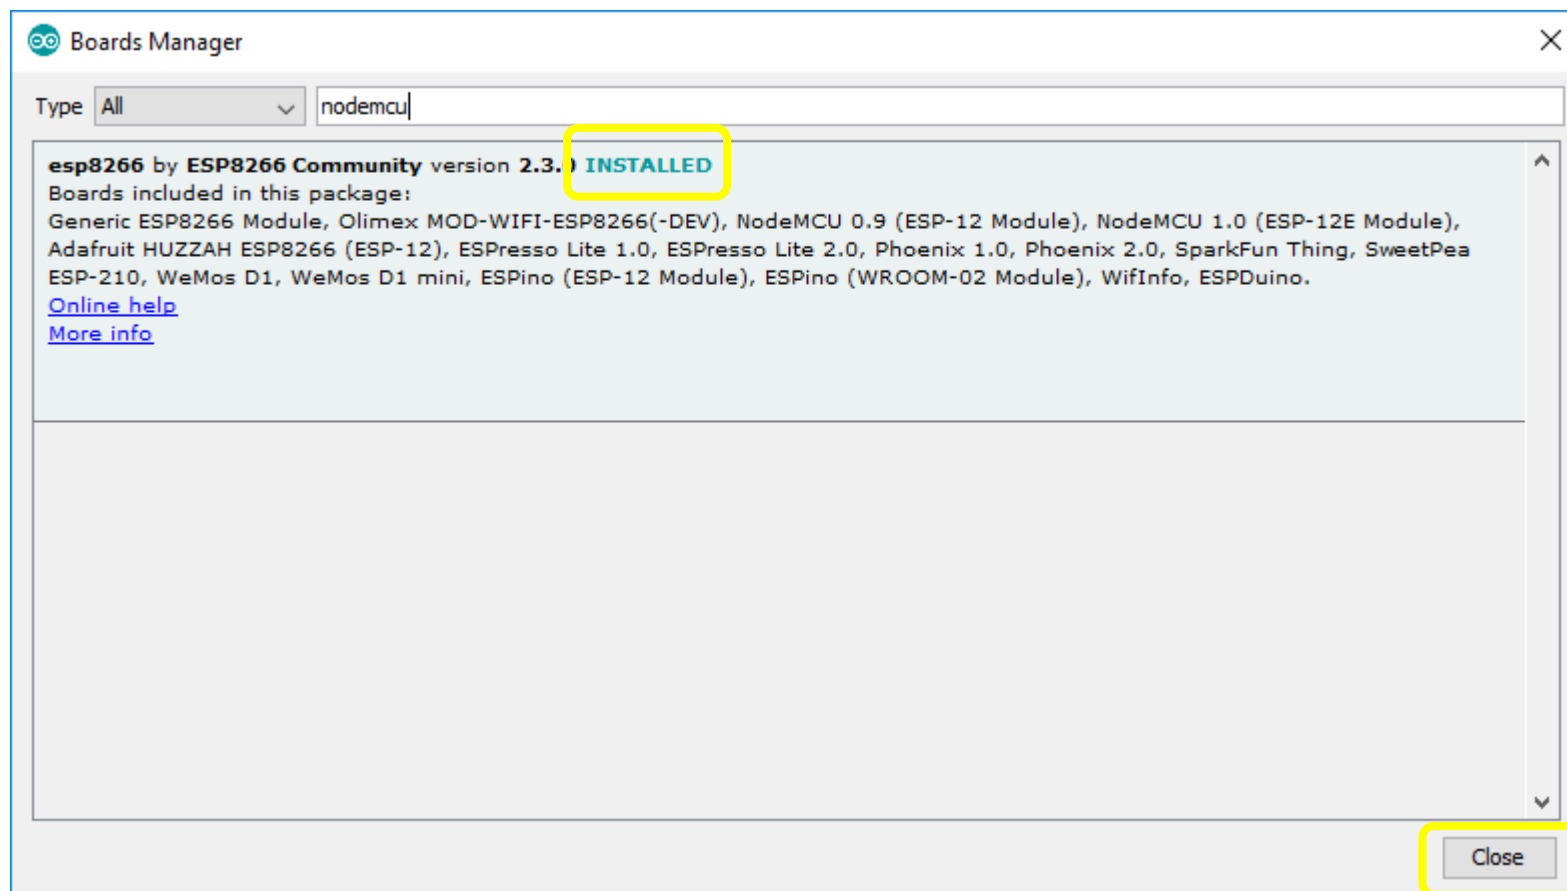 Boards Manager
Type All nodemcu
esp8266 by ESP8266 Community version 2.3.0 INSTALLED
Boards included in this package:
Generic ESP8266 Module, Olimex MOD-WIFI-ESP8266(-DEV), NodeMCU 0.9 (ESP-12 Module), NodeMCU 1.0 (ESP-12E Module),
Adafruit HUZZAH ESP8266 (ESP-12), ESPresso Lite 1.0, ESPresso Lite 2.0, Phoenix 1.0, Phoenix 2.0, SparkFun Thing, SweetPea
ESP-210, WeMos D1, WeMos D1 mini, ESPino (ESP-12 Module), ESPino (WROOM-02 Module), WifInfo, ESPDuino.
Online help
More info
Close